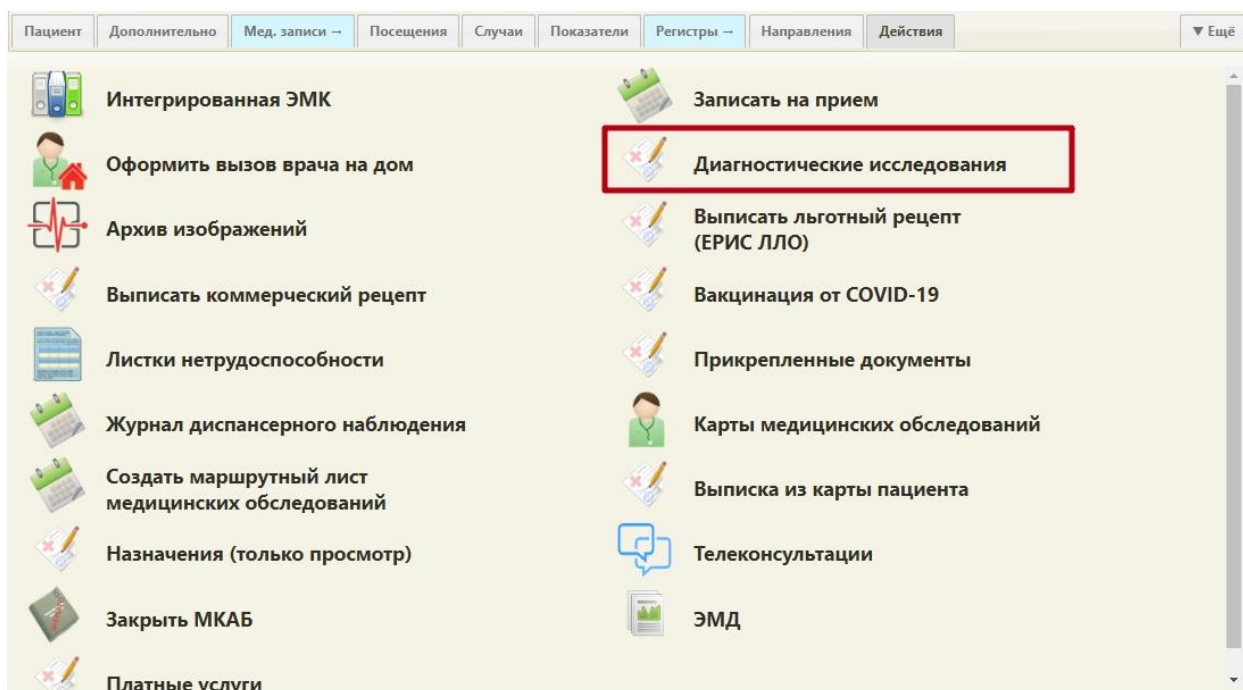 Пациент Дополнительно Мед. записи → Посещения Случаи Показатели Регистры → Направления Действия ▼ Ещё
Интегрированная ЭМК
Записать на прием
Оформить вызов врача на дом
Диагностические исследования
Архив изображений
Выписать льготный рецепт
(ЕРИС ЛЛО)
Выписать коммерческий рецепт
Вакцинация от COVID-19
Листки нетрудоспособности
Прикрепленные документы
Журнал диспансерного наблюдения
Карты медицинских обследований
Создать маршрутный лист
медицинских обследований
Выписка из карты пациента
Назначения (только просмотр)
Телеконсультации
Закрыть МКАБ
ЭМД
Платные услуги